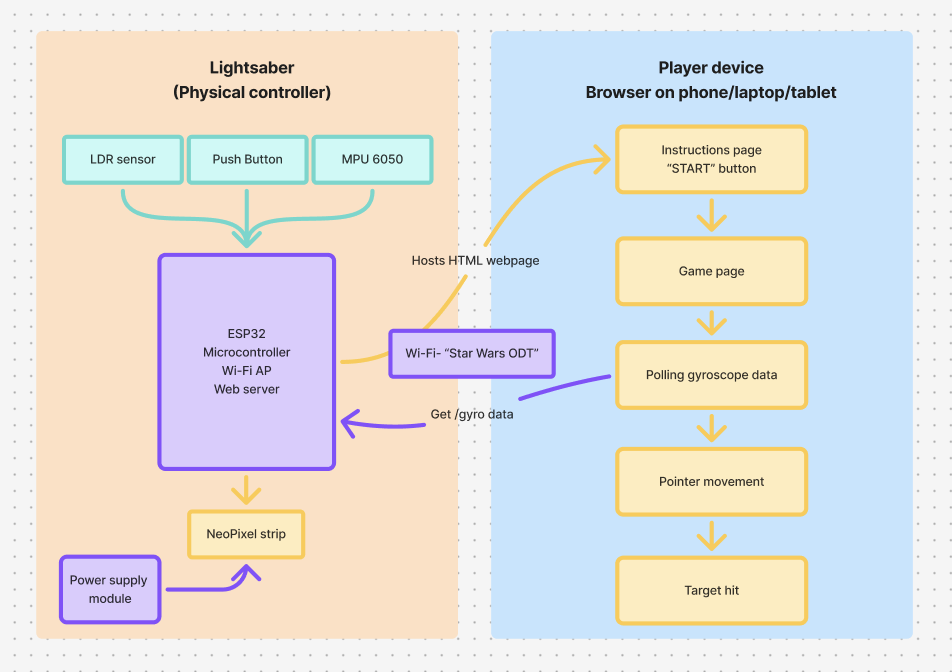 Lightsaber
(Physical controller)
LDR sensor
Push Button
MPU 6050
ESP32
Microcontroller
Wi-Fi AP
Web server
NeoPixel strip
Power supply
module
Hosts HTML webpage
Wi-Fi- “Star Wars ODT”
Get /gyro data
Player device
Browser on phone/laptop/tablet
Instructions page
“START” button
Game page
Polling gyroscope data
Pointer movement
Target hit